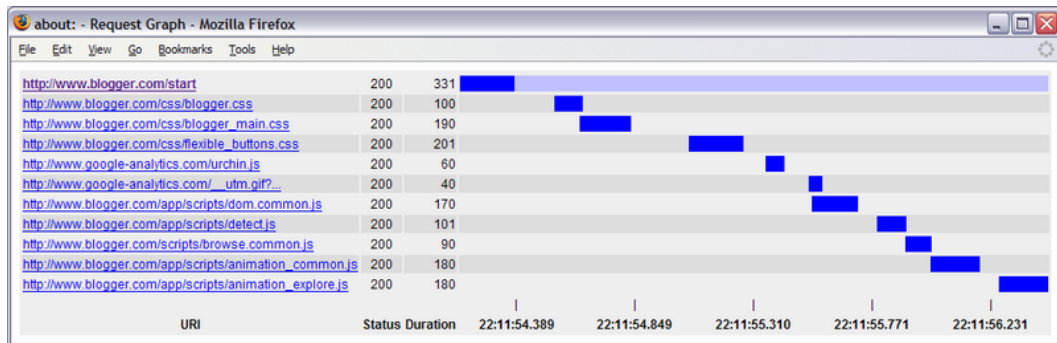 about: - Request Graph - Mozilla Firefox
File Edit View Go Bookmarks Tools Help
http://www.blogger.com/start 200 331
http://www.blogger.com/css/blogger.css 200 100
http://www.blogger.com/css/blogger_main.css 200 190
http://www.blogger.com/css/flexible_buttons.css 200 201
http://www.google-analytics.com/urchin.js 200 60
http://www.google-analytics.com/__utm.gif?... 200 40
http://www.blogger.com/app/scripts/dom.common.js 200 170
http://www.blogger.com/app/scripts/detect.js 200 101
http://www.blogger.com/scripts/browse.common.js 200 90
http://www.blogger.com/app/scripts/animation_common.js 200 180
http://www.blogger.com/app/scripts/animation_explore.js 200 180
URI Status Duration 22:11:54.389 22:11:54.849 22:11:55.310 22:11:55.771 22:11:56.231